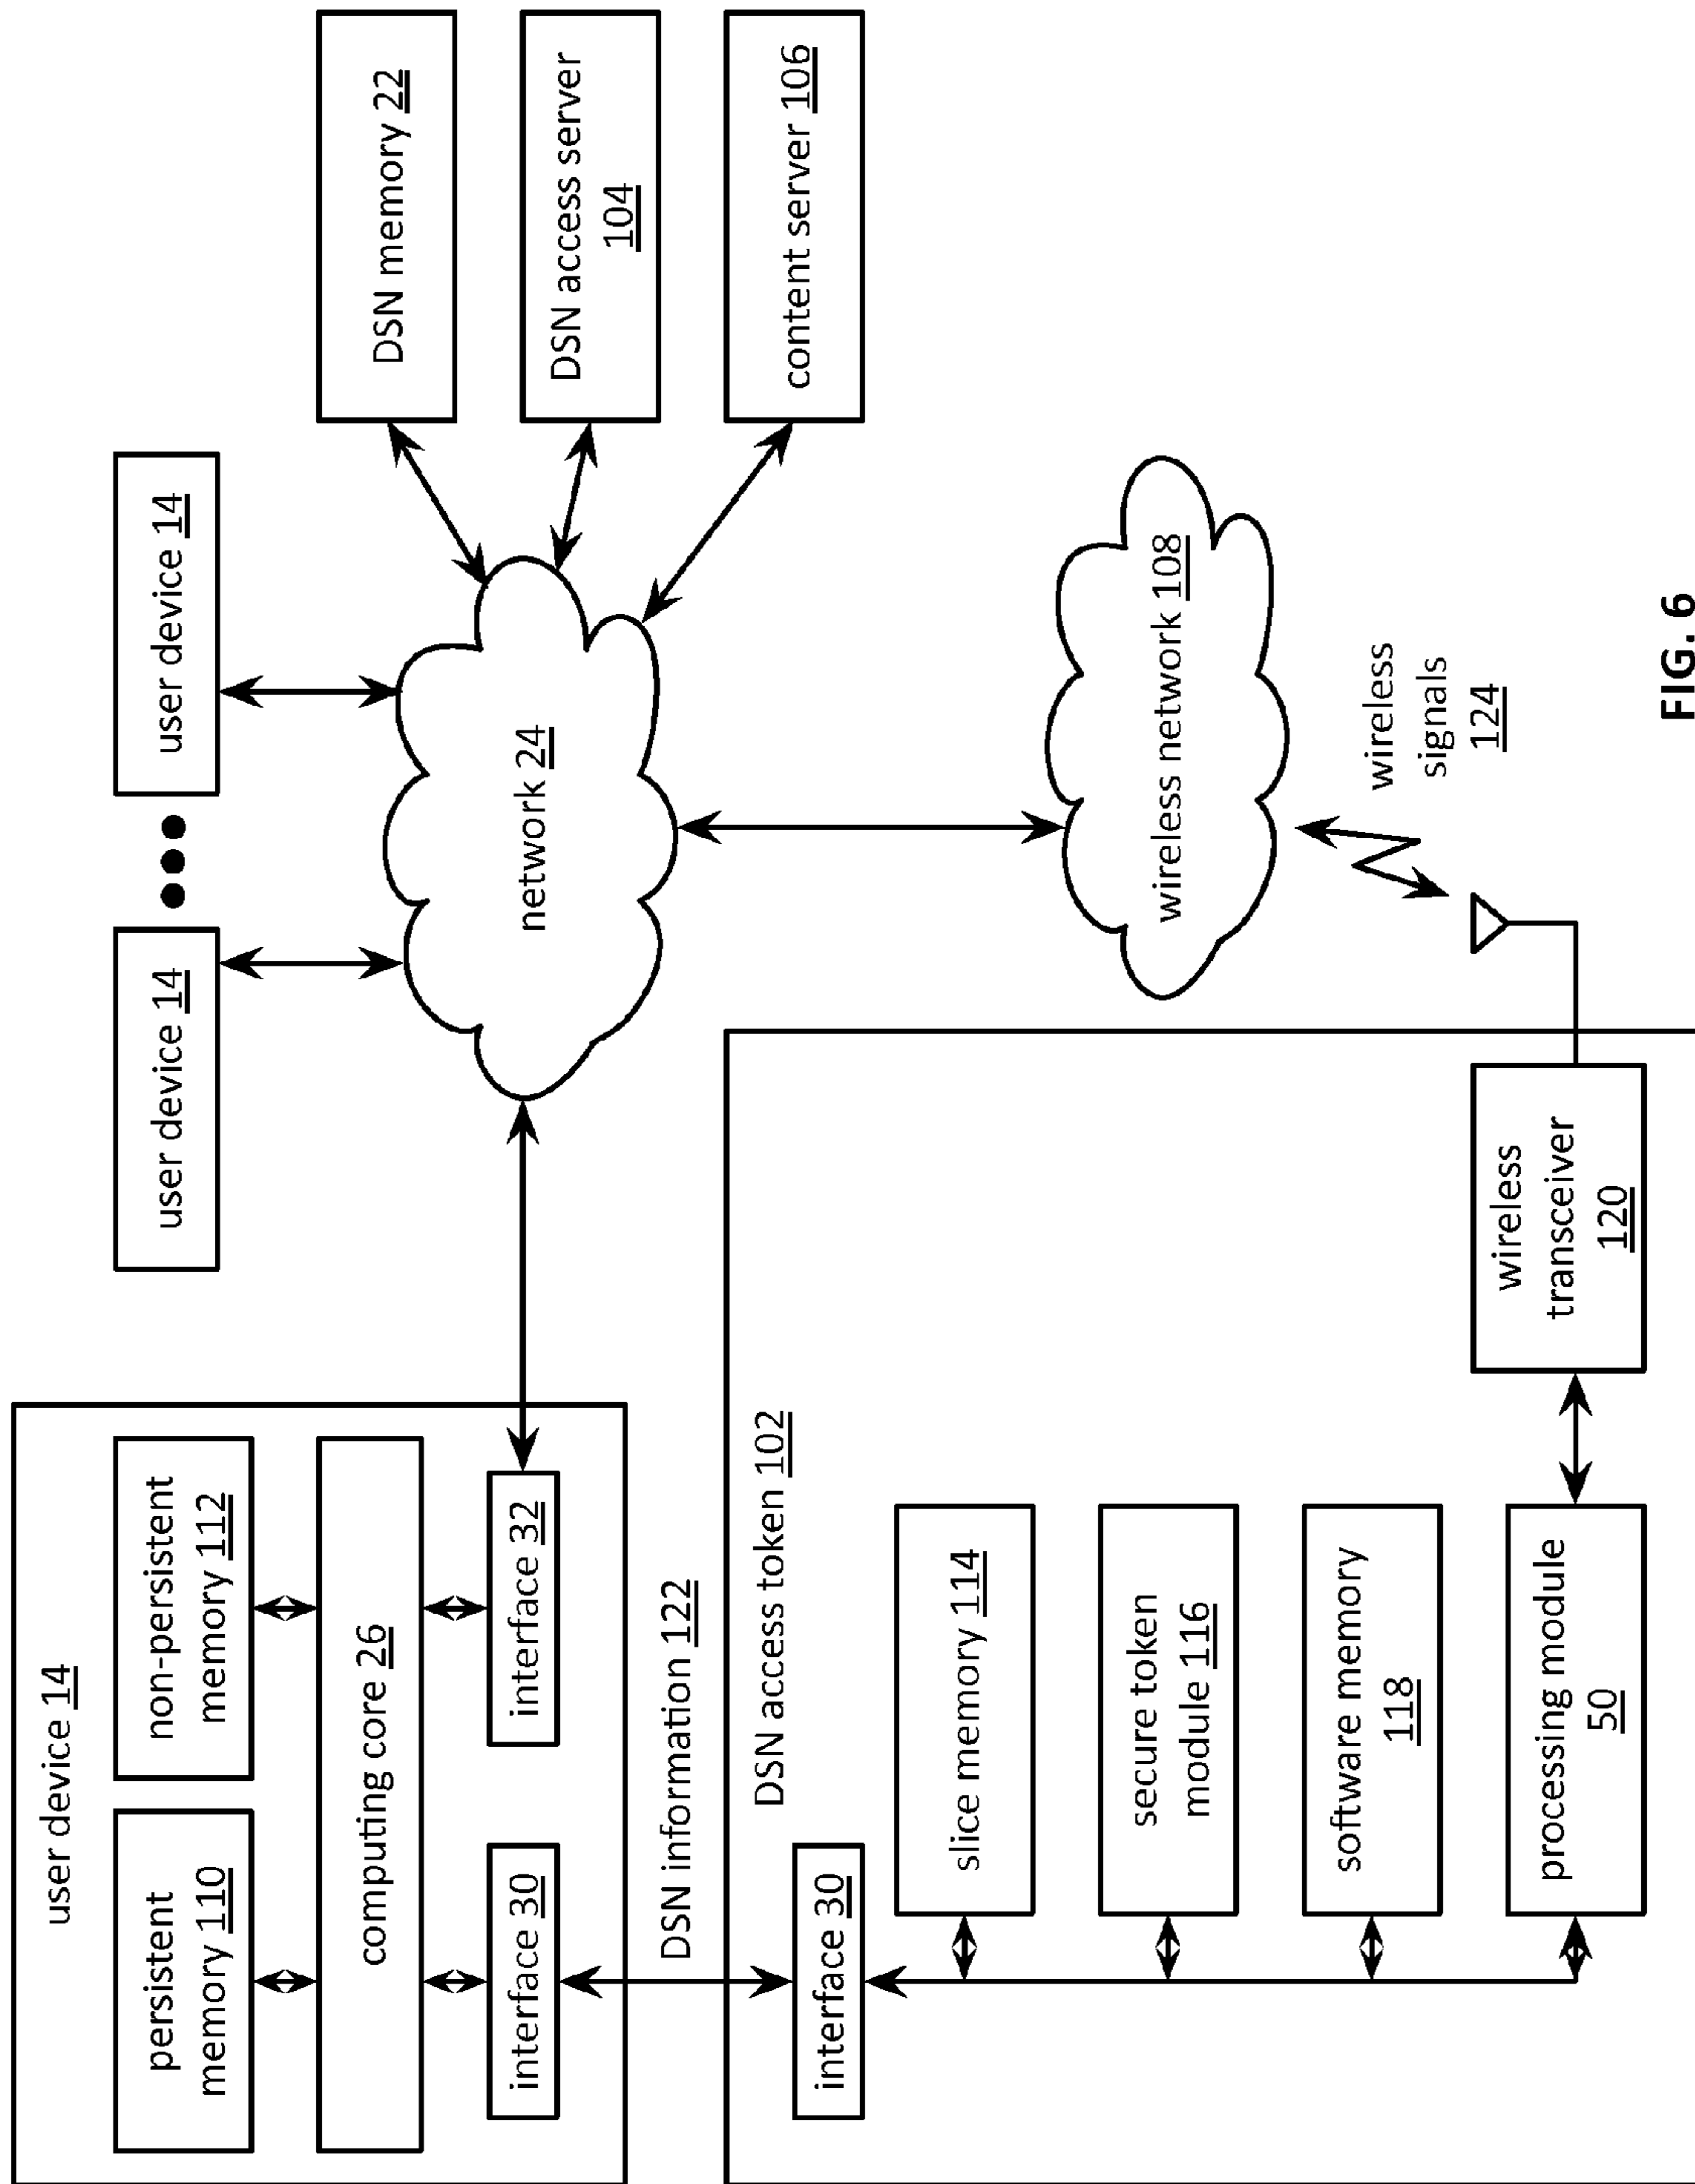 user device 14
persistent
memory 110
non-persistent
memory 112
computing core 26
interface 30
interface 32
user device 14
user device 14
network 24
DSN memory 22
DSN access server
104
content server 106
DSN information 122
DSN access token 102
interface 30
slice memory 114
secure token
module 116
software memory
118
processing module
50
wireless
transceiver
120
wireless network 108
wireless
signals
124
FIG. 6